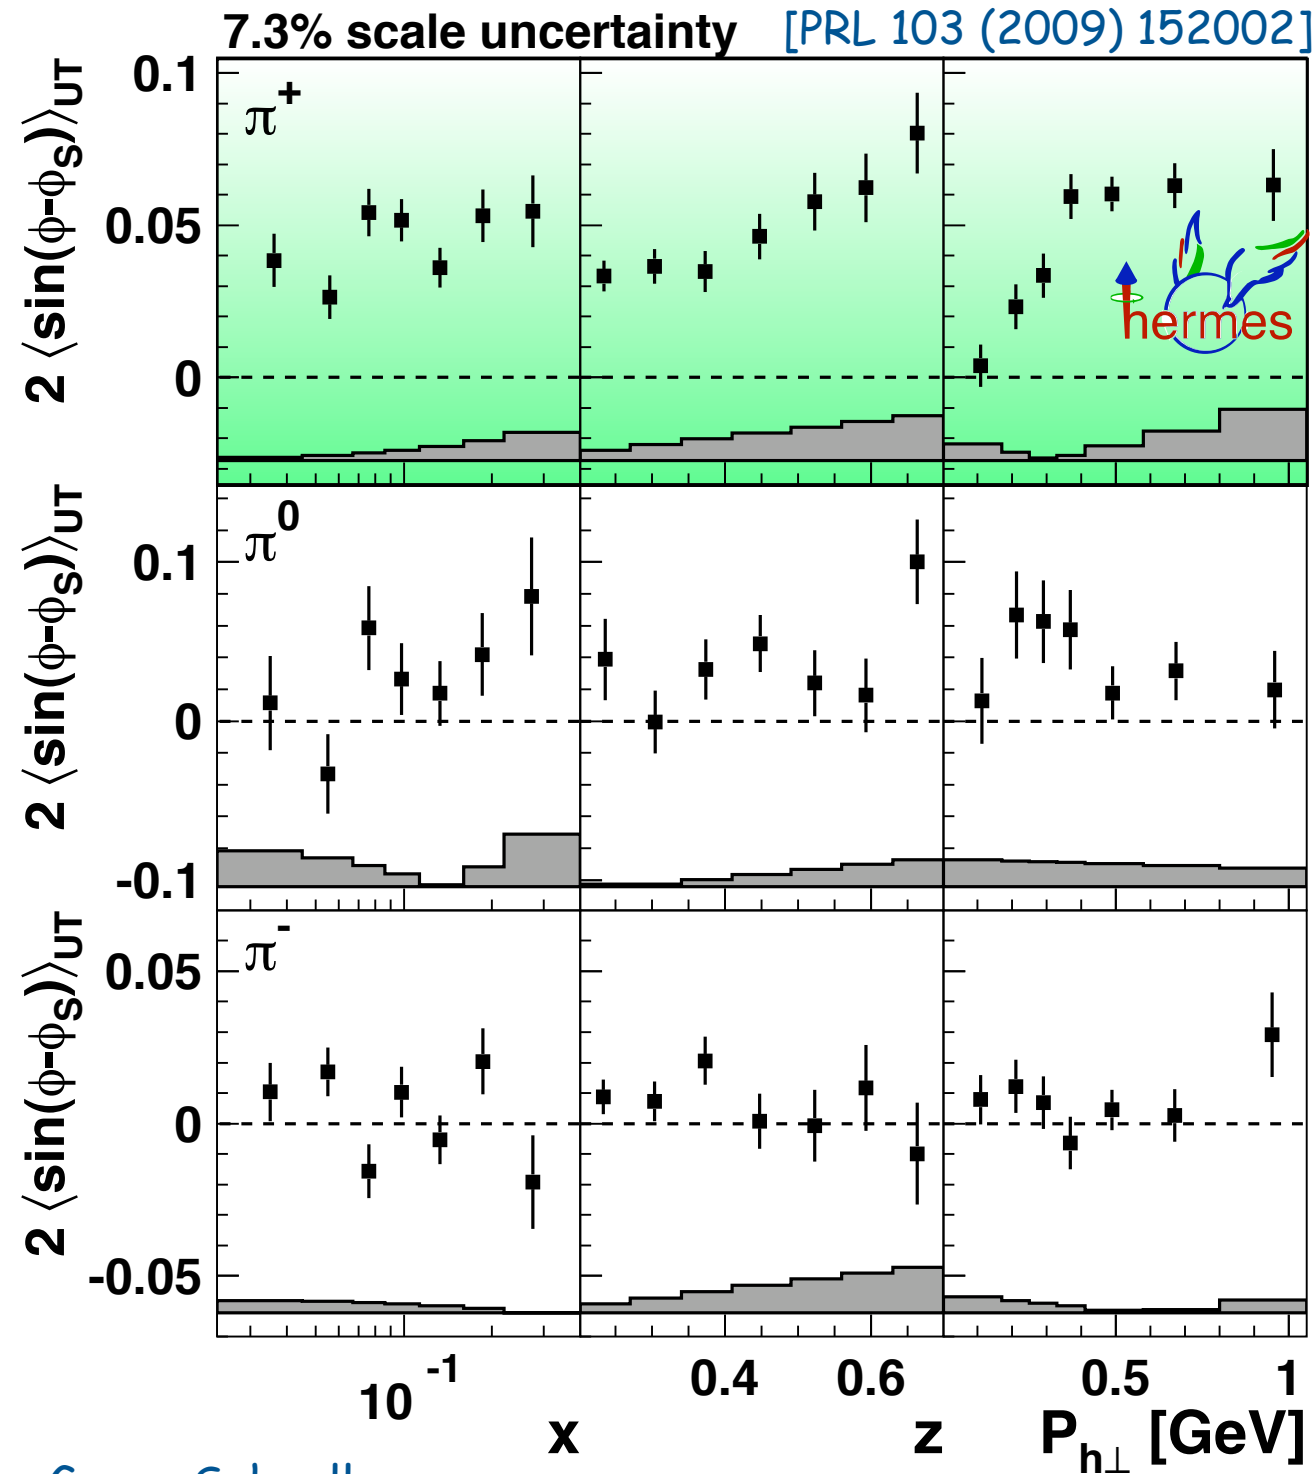 7.3% scale uncertainty [PRL 103 (2009) 152002]
2 ⟨sin(ϕ-ϕS)⟩UT
0.1
0.05
0
π+
hermes
2 ⟨sin(ϕ-ϕS)⟩UT
0.1
0
-0.1
π0
2 ⟨sin(ϕ-ϕS)⟩UT
0.05
0
-0.05
π-
10-1
0.4 0.6
0.5 1
x
z
Ph⊥ [GeV]